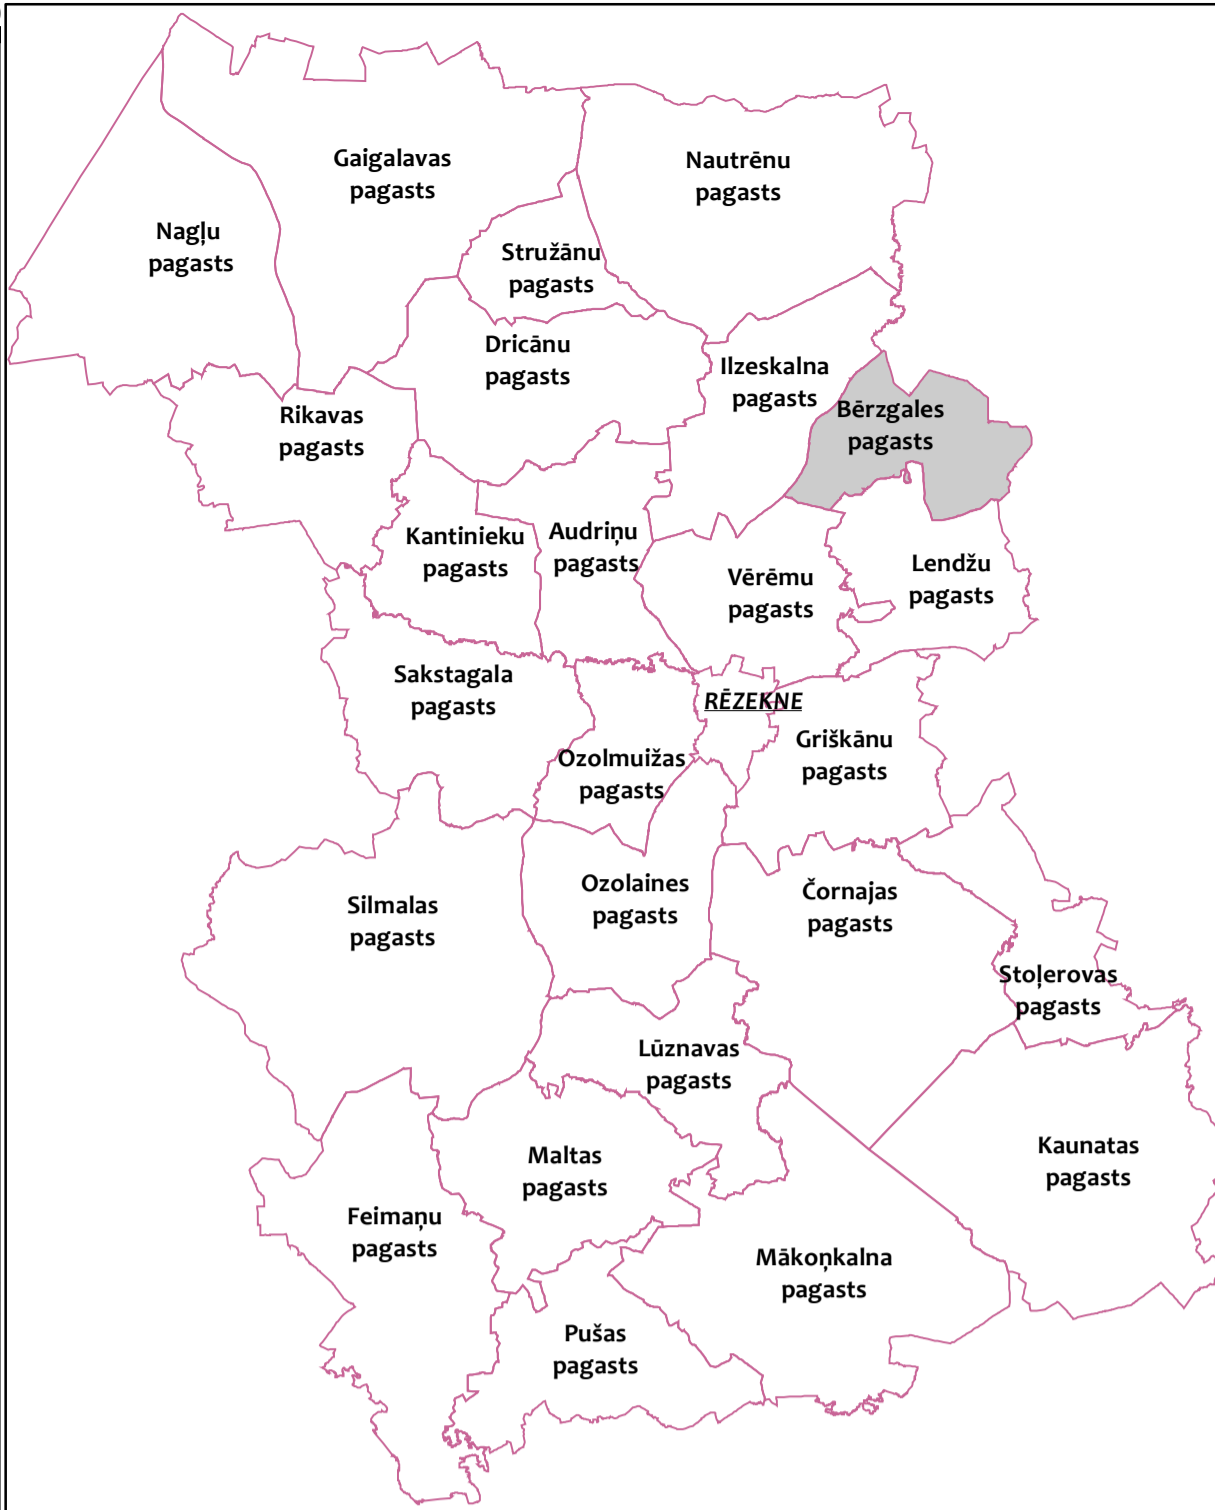 Gaigalavas
pagasts
Nautrēnu
pagasts
Nagļu
pagasts
Stružānu
pagasts
Dricānu
pagasts
Ilzeskalna
pagasts
Rikavas
pagasts
Bērzgales
pagasts
Kantinieku
pagasts
Audriņu
pagasts
Vērēmu
pagasts
Lendžu
pagasts
Sakstagala
pagasts
RĒZEKNE
Ozolmuižas
pagasts
Griškānu
pagasts
Silmalas
pagasts
Ozolaines
pagasts
Čornajas
pagasts
Stoļerovas
pagasts
Lūznavas
pagasts
Maltas
pagasts
Kaunatas
pagasts
Feimaņu
pagasts
Mākoņkalna
pagasts
Pušas
pagasts